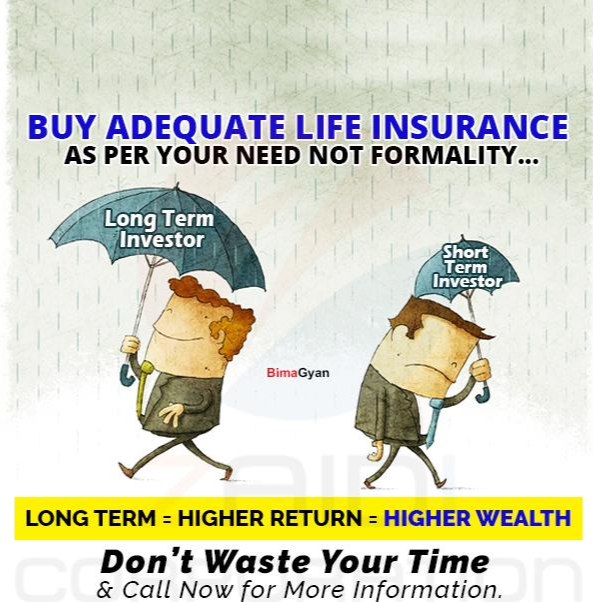 BUY ADEQUATE LIFE INSURANCE
AS PER YOUR NEED NOT FORMALITY...
Long Term
Investor
Short
Term
Investor
BimaGyan
LONG TERM = HIGHER RETURN = HIGHER WEALTH
Don't Waste Your Time
& Call Now for More Information.